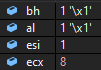 bh 1 '\x1'
al 1 '\x1'
esi 1
ecx 8